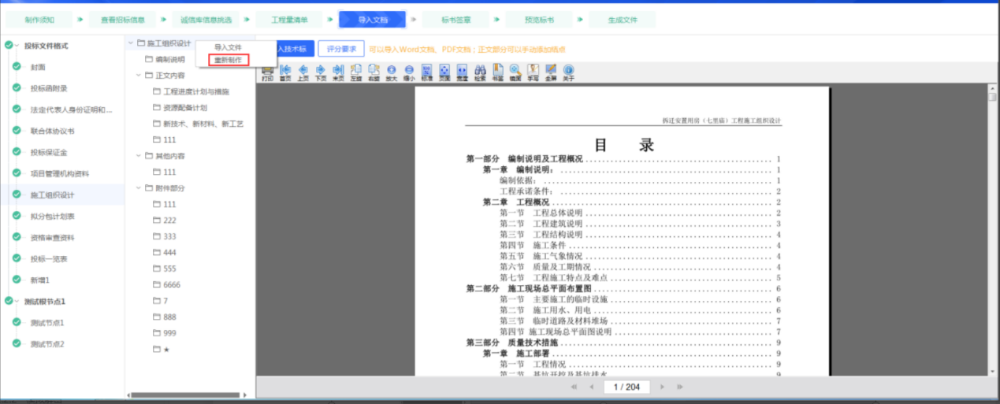 制作须知
查看招标信息
诚信库信息挑选
工程量清单
导入文档
标书签章
预览标书
生成文件
投标文件格式
封面
投标函附录
法定代表人身份证明和...
联合体协议书
投标保证金
项目管理机构资料
施工组织设计
拟分包计划表
资格审查资料
投标一览表
新增1
测试根节点1
测试节点1
测试节点2
施工组织设计
编制说明
正文内容
工程进度计划与措施
资源配备计划
新技术、新材料、新工艺
111
其他内容
111
附件部分
111
222
333
444
555
6666
7
888
999
★
导入文件
重新制作
入技术标
评分要求
可以导入Word文档、PDF文档；正文部分可以手动添加结点
打印 首页 上页 下页 末页 左旋 右旋 放大 缩小 标准 页面 宽度 检索 书签 镜面 手写 全屏 关于
拆迁安置用房（七里庙）工程施工组织设计
目 录
第一部分 编制说明及工程概况 1
第一章 编制说明： 1
编制依据： 1
工程承诺条件： 2
第二章 工程概况 2
第一节 工程总体说明 2
第二节 工程建筑说明 3
第三节 工程结构说明 4
第四节 施工条件 4
第五节 施工气象情况 4
第六节 质量及工期情况 4
第七节 工程施工特点及难点 5
第二部分 施工现场总平面布置图 6
第一节 主要施工的临时设施 6
第二节 施工用水、用电 6
第三节 临时道路及材料堆场 7
第四节 施工现场总平面图说明 7
第三部分 质量技术措施 9
第一章 施工部署 9
第一节 工程情况 9
第二节 基坑开挖及基坑排水 9
1 / 204